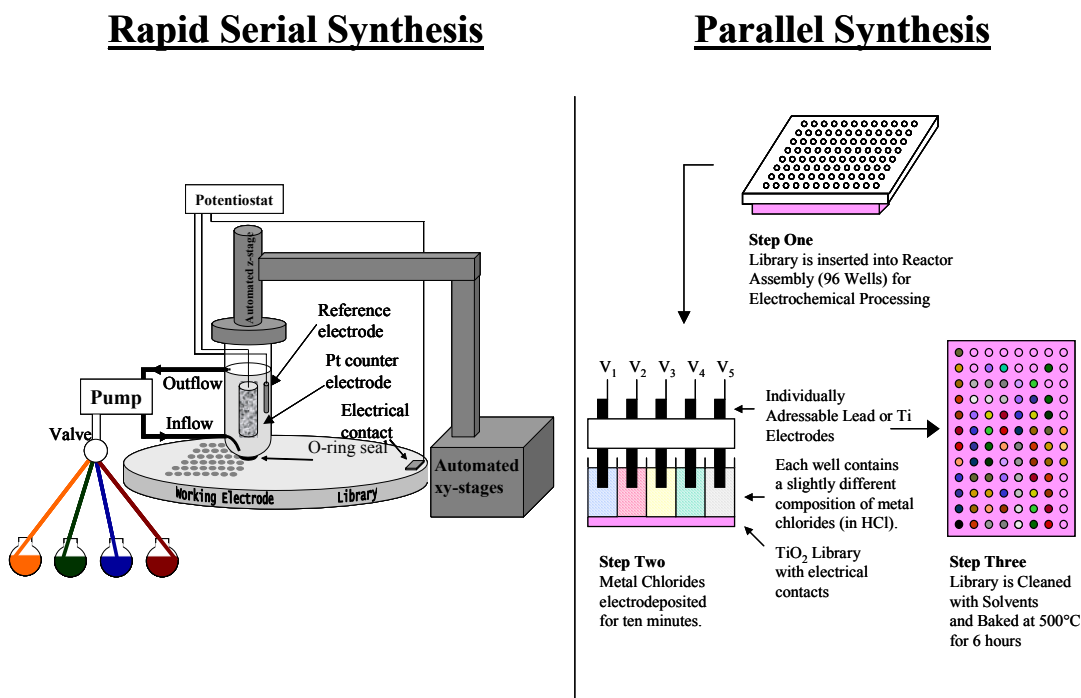 Rapid Serial Synthesis
Potentiostat
Automated z-stage
Reference
electrode
Pt counter
electrode
Outflow
Pump
Inflow
Electrical
contact
Valve
O-ring seal
Automated
xy-stages
Working Electrode
Library
Parallel Synthesis
Step One
Library is inserted into Reactor
Assembly (96 Wells) for
Electrochemical Processing
V1 V2 V3 V4 V5
Individually
Adressable Lead or Ti
Electrodes
Each well contains
a slightly different
composition of metal
chlorides (in HCl).
TiO2 Library
with electrical
contacts
Step Two
Metal Chlorides
electrodeposited
for ten minutes.
Step Three
Library is Cleaned
with Solvents
and Baked at 500°C
for 6 hours